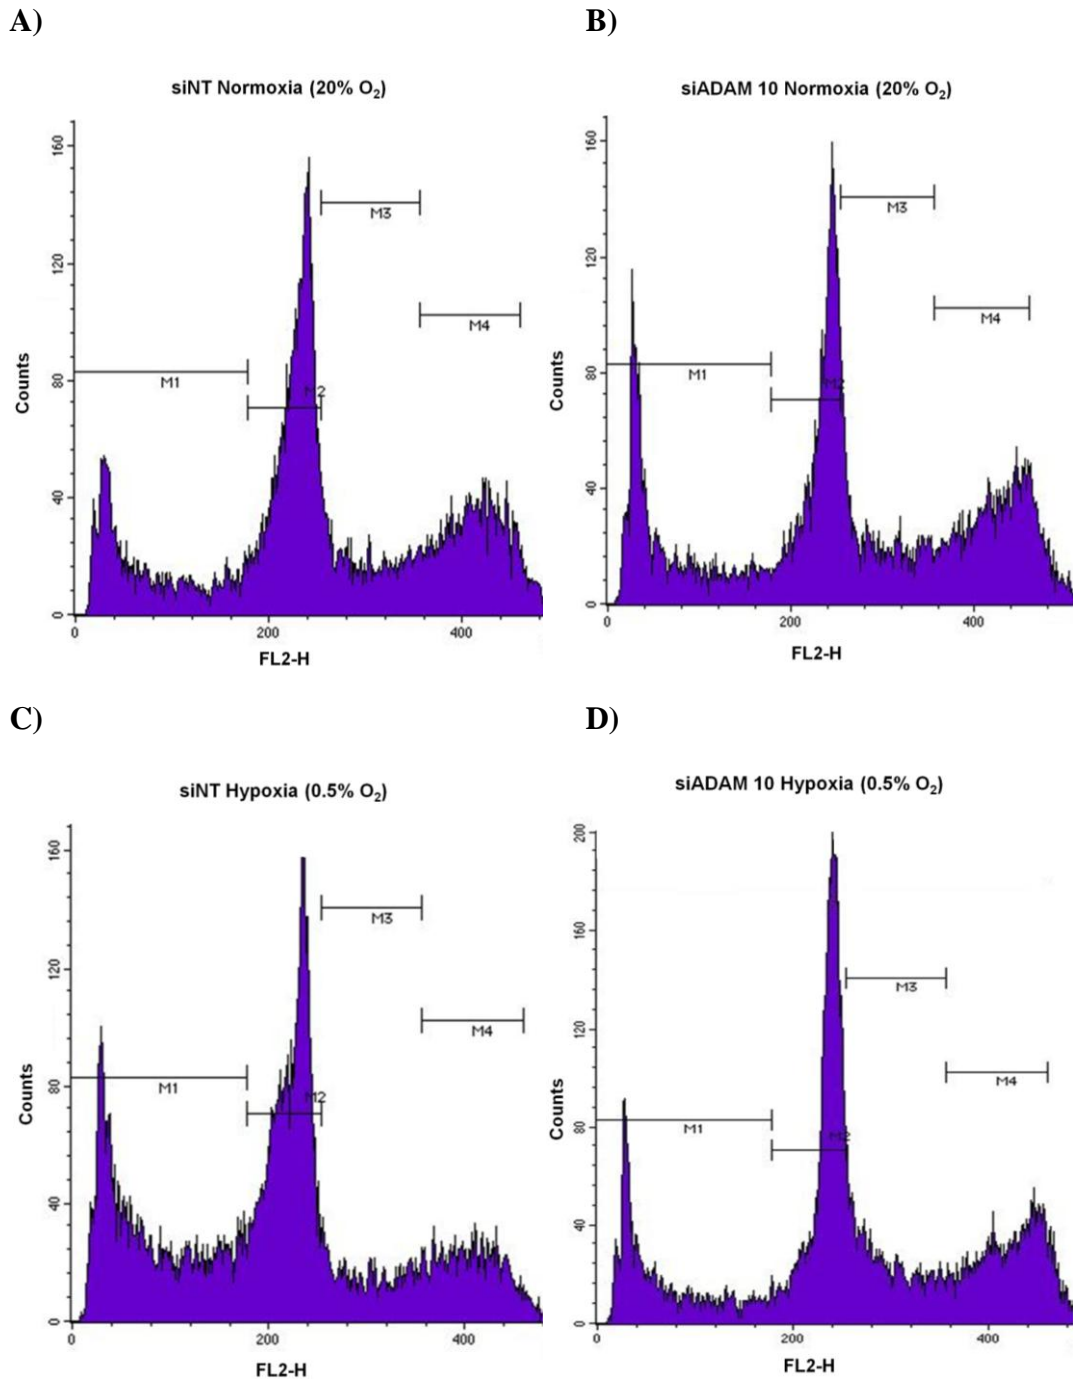 A)
siNT Normoxia (20% O₂)
Counts
160
120
80
40
0
M1
M2
M3
M4
0 200 400
FL2-H
B)
siADAM 10 Normoxia (20% O₂)
Counts
160
120
80
40
0
M1
M2
M3
M4
0 200 400
FL2-H
C)
siNT Hypoxia (0.5% O₂)
Counts
160
120
80
40
0
M1
M2
M3
M4
0 200 400
FL2-H
D)
siADAM 10 Hypoxia (0.5% O₂)
Counts
200
160
120
80
40
0
M1
M2
M3
M4
0 200 400
FL2-H